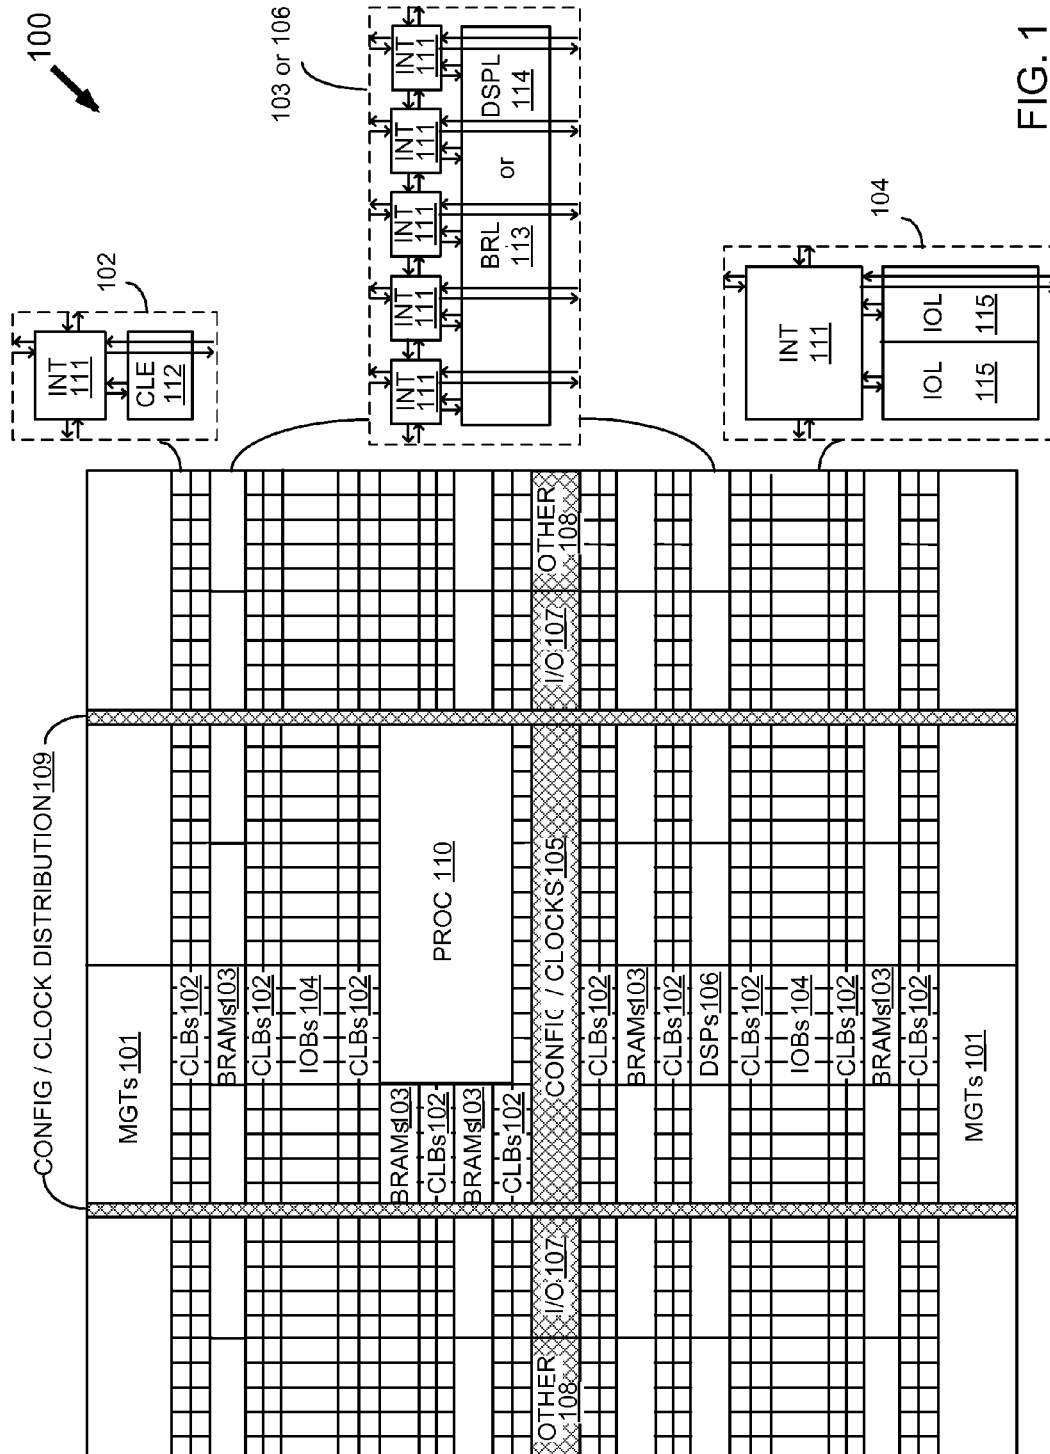 FIG. 1
100
CONFIG / CLOCK DISTRIBUTION 109
MGTs 101
CLBs 102
BRAMs 103
CLBs 102
IOBs 104
CLBs 102
BRAMs 103
CLBs 102
BRAMs 103
CLBs 102
PROC 110
OTHER 108
I/O 107
CONFIG / CLOCKS 105
I/O 107
OTHER 108
CLBs 102
BRAMs 103
CLBs 102
DSPs 106
CLBs 102
IOBs 104
CLBs 102
BRAMs 103
CLBs 102
MGTs 101
102
INT 111
CLE 112
103 or 106
INT 111
INT 111
INT 111
INT 111
INT 111
BRL 113
or
DSPL 114
104
INT 111
IOL 115
IOL 115